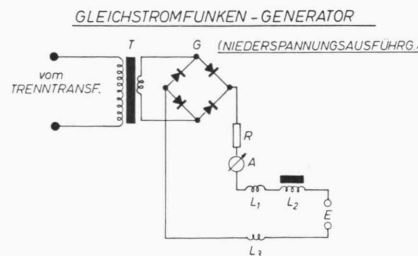 GLEICHSTROMFUNKEN - GENERATOR
(NIEDERSPANNUNGSAUSFÜHRG.)
T
G
vom
TRENNTRANSF.
R
A
L₁
L₂
E
L₃